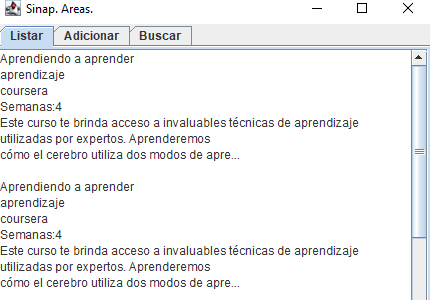 Sinap. Areas.
Listar Adicionar Buscar
Aprendiendo a aprender
aprendizaje
coursera
Semanas:4
Este curso te brinda acceso a invaluables técnicas de aprendizaje
utilizadas por expertos. Aprenderemos
cómo el cerebro utiliza dos modos de apre...
Aprendiendo a aprender
aprendizaje
coursera
Semanas:4
Este curso te brinda acceso a invaluables técnicas de aprendizaje
utilizadas por expertos. Aprenderemos
cómo el cerebro utiliza dos modos de apre...